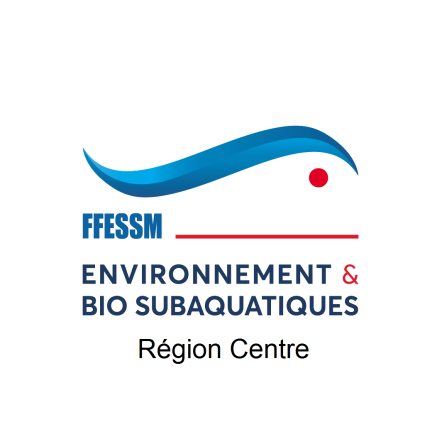 FFESSM
ENVIRONNEMENT &
BIO SUBAQUATIQUES
Région Centre